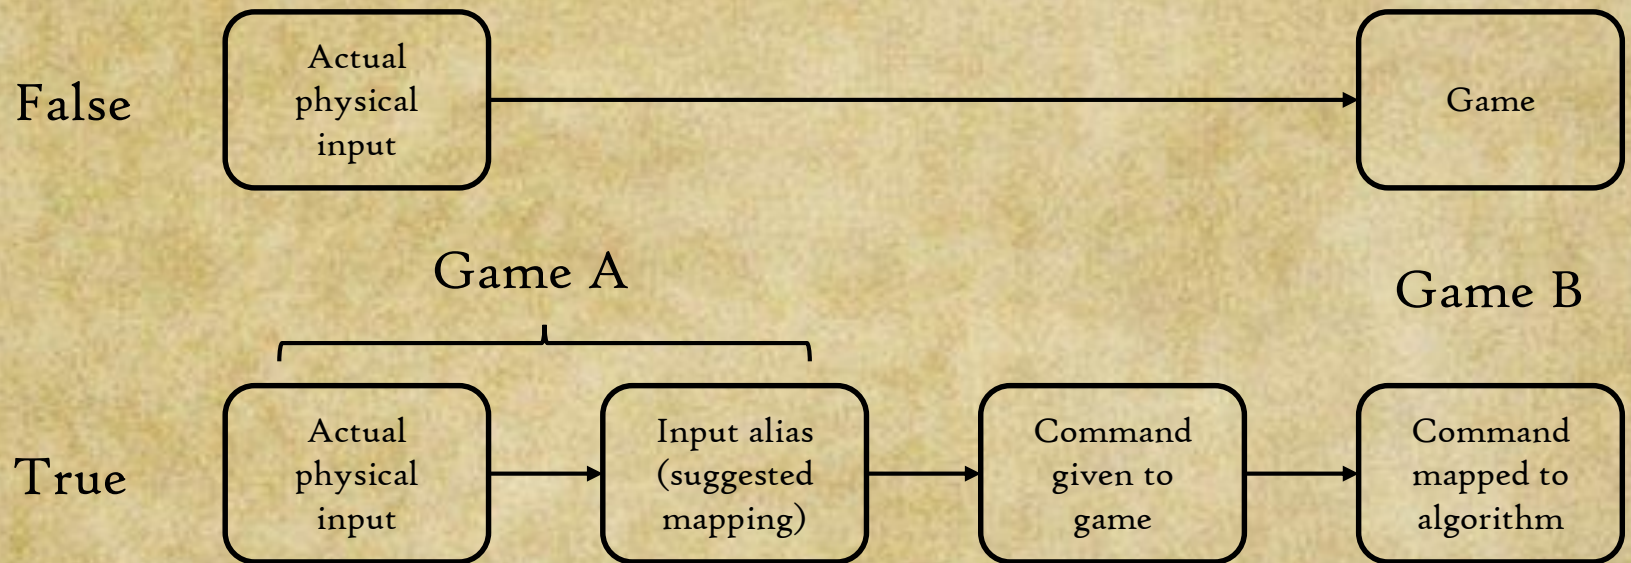 False
Actual
physical
input
Game
Game A
Game B
True
Actual
physical
input
Input alias
(suggested
mapping)
Command
given to
game
Command
mapped to
algorithm